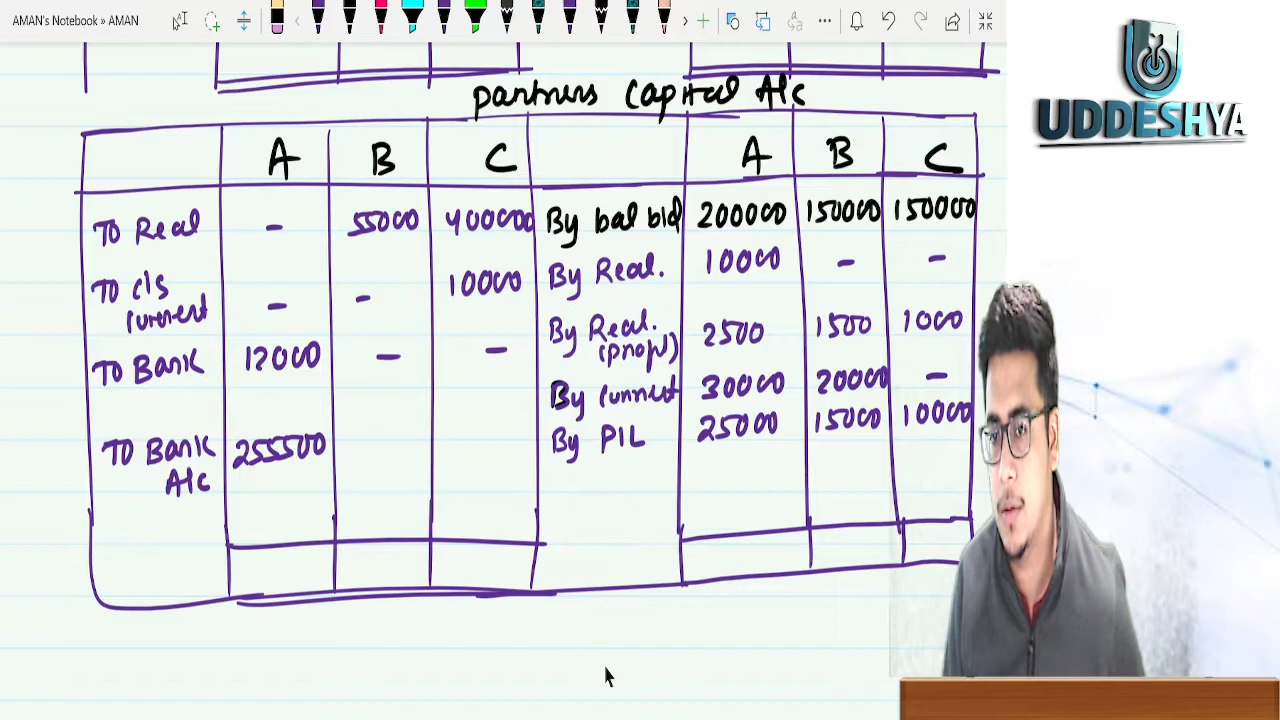 AMAN's Notebook » AMAN
UDDESHYA
partners Capital A/c
A B C A B C
To Real - 55000 400000 By bal b/d 200000 150000 150000
To c/s current - - 10000 By Real. 10000 - -
To Bank 12000 - - By Real. (profit) 2500 1500 1000
By current 30000 20000 -
To Bank A/c 255500 By P/L 25000 15000 10000